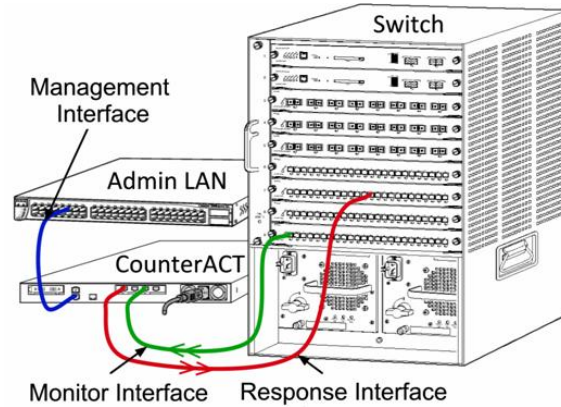 Switch
Management
Interface
Admin LAN
CounterACT
Monitor Interface
Response Interface